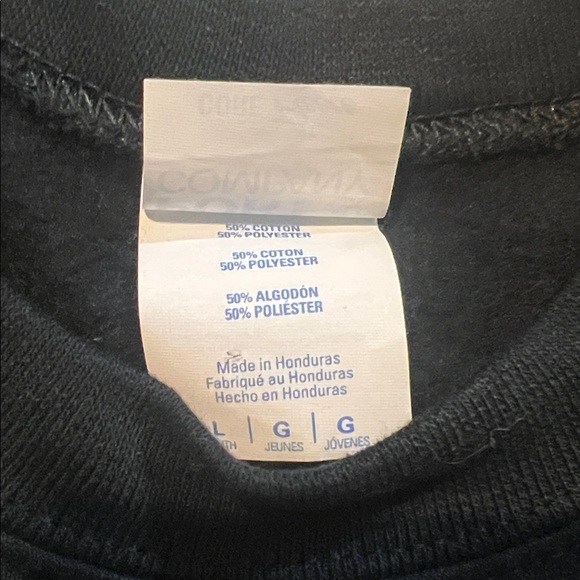 50% COTTON
50% POLYESTER
50% COTON
50% POLYESTER
50% ALGODÓN
50% POLIÉSTER
Made in Honduras
Fabriqué au Honduras
Hecho en Honduras
L | G | G
TH JEUNES JÓVENES